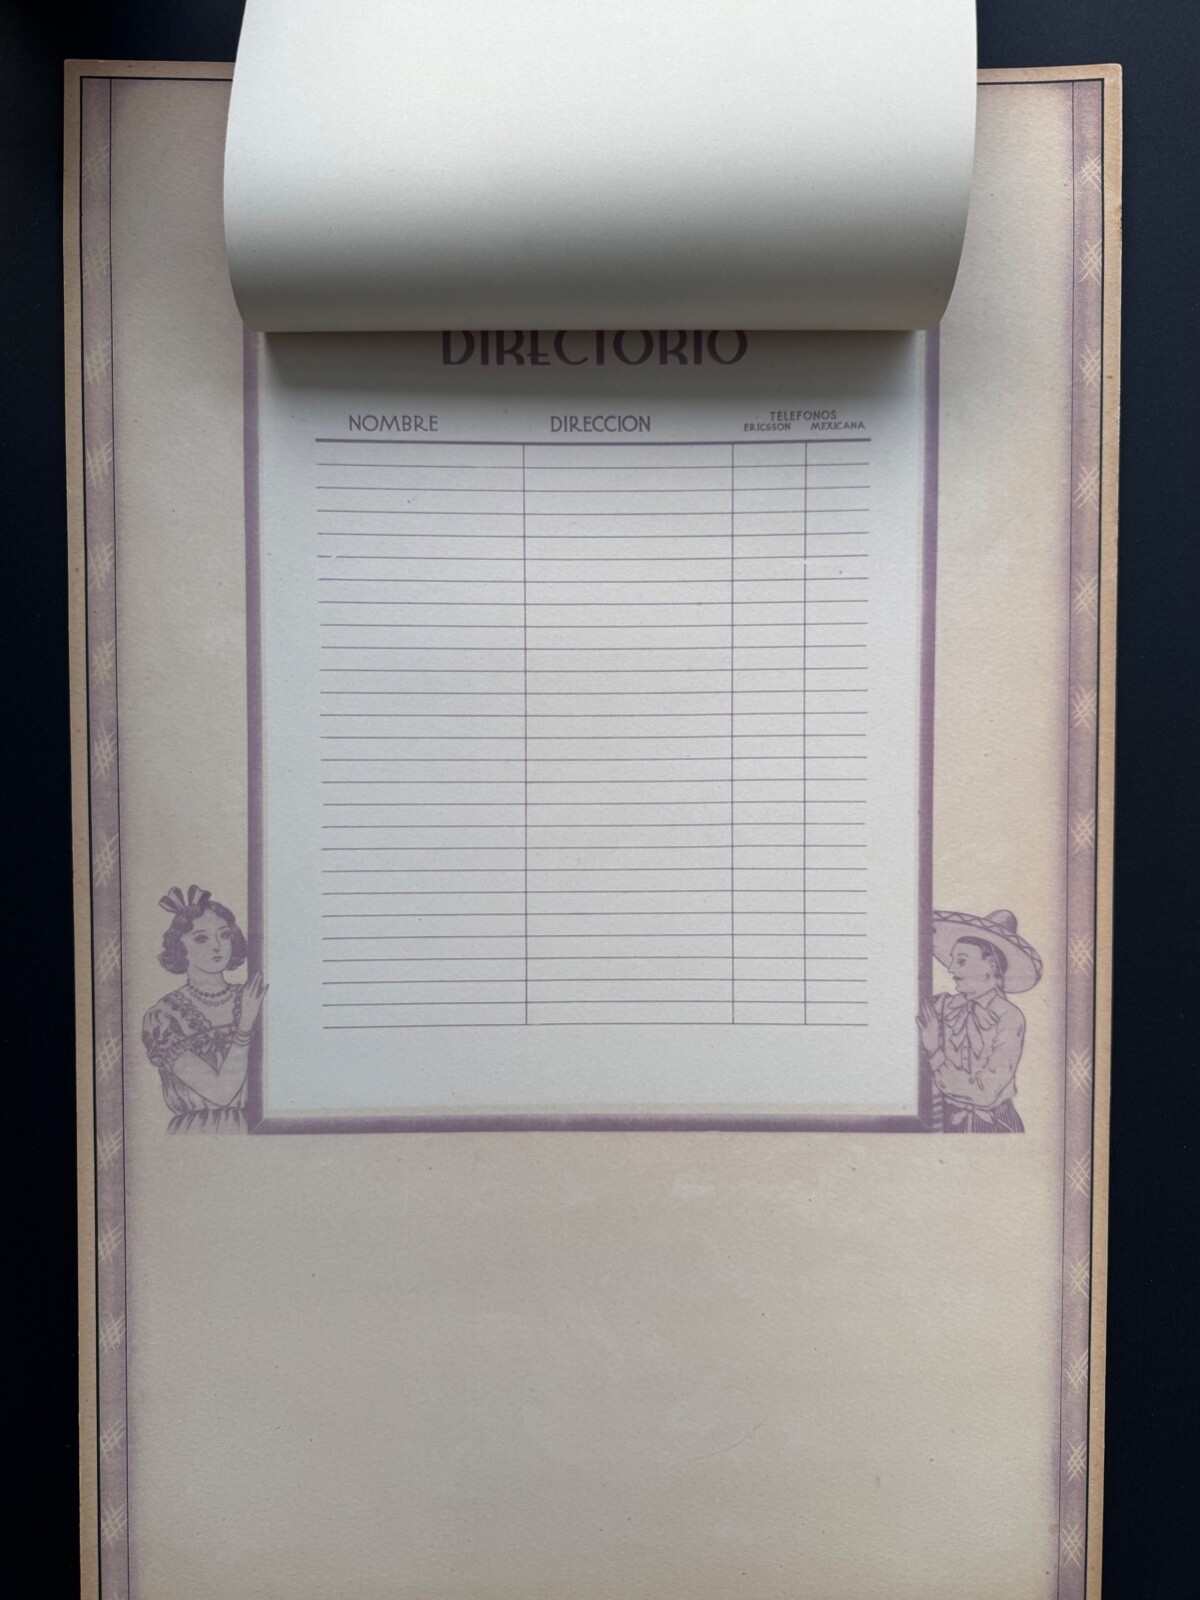 DIRECTORIO
NOMBRE DIRECCION TELEFONOS
ERICSSON MEXICANA